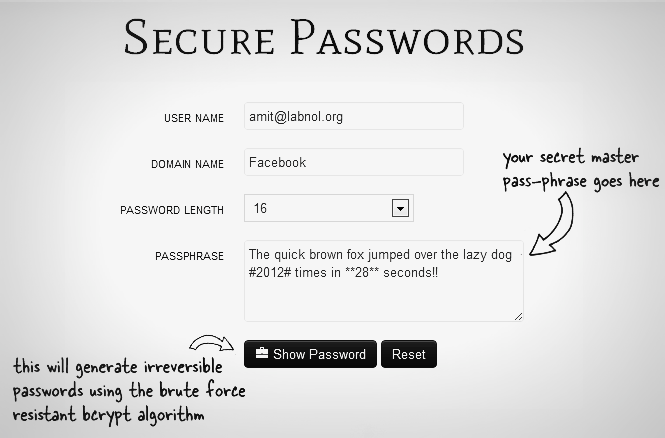 Secure Passwords
USER NAME
amit@labnol.org
DOMAIN NAME
Facebook
your secret master
pass-phrase goes here
PASSWORD LENGTH
16
PASSPHRASE
The quick brown fox jumped over the lazy dog
#2012# times in **28** seconds!!
Show Password
Reset
this will generate irreversible
passwords using the brute force
resistant bcrypt algorithm